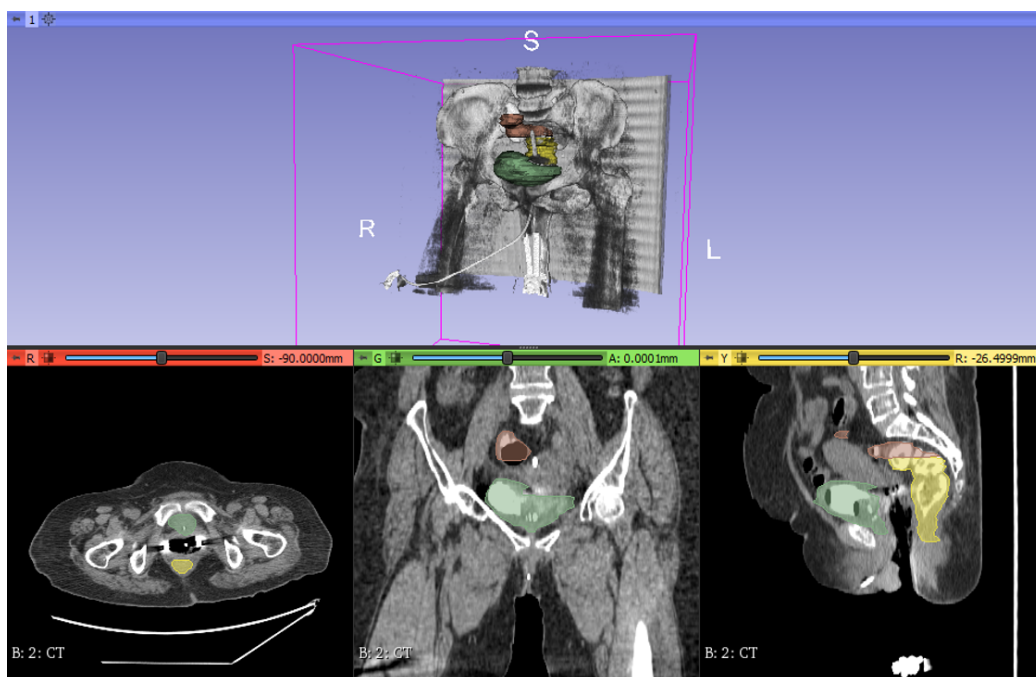 1
S
R
L
R S: -90.0000mm
G A: 0.0001mm
Y R: -26.4999mm
B: 2: CT
B: 2: CT
B: 2: CT